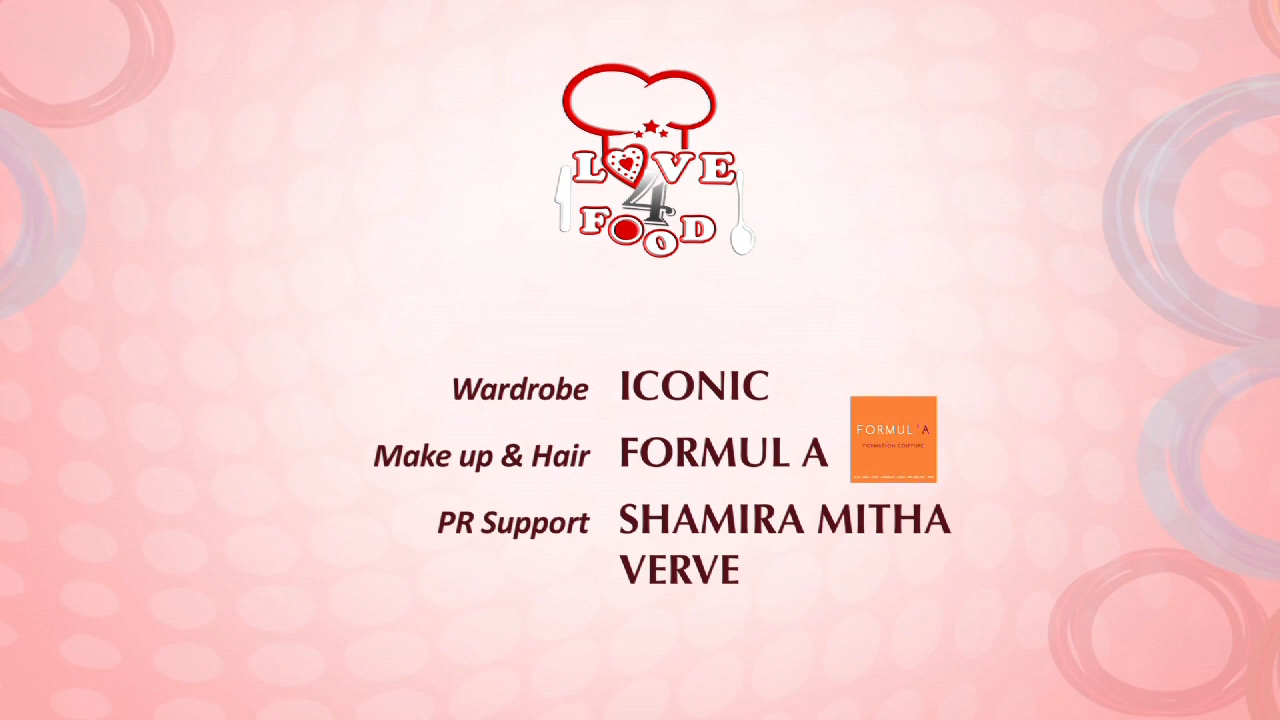 LOVE
4
FOOD
Wardrobe ICONIC
Make up & Hair FORMUL A
FORMUL'A
FORMATION COIFFURE
PR Support SHAMIRA MITHA
VERVE